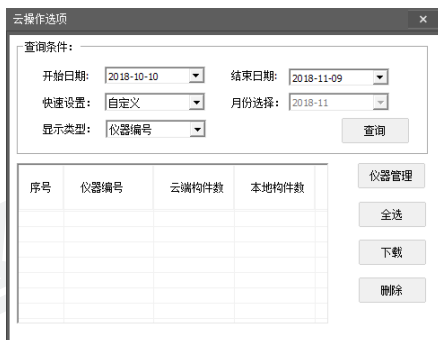 云操作选项 ×
查询条件：
开始日期: 2018-10-10 结束日期: 2018-11-09
快速设置: 自定义 月份选择: 2018-11
显示类型: 仪器编号 查询
序号 仪器编号 云端构件数 本地构件数
仪器管理
全选
下载
删除